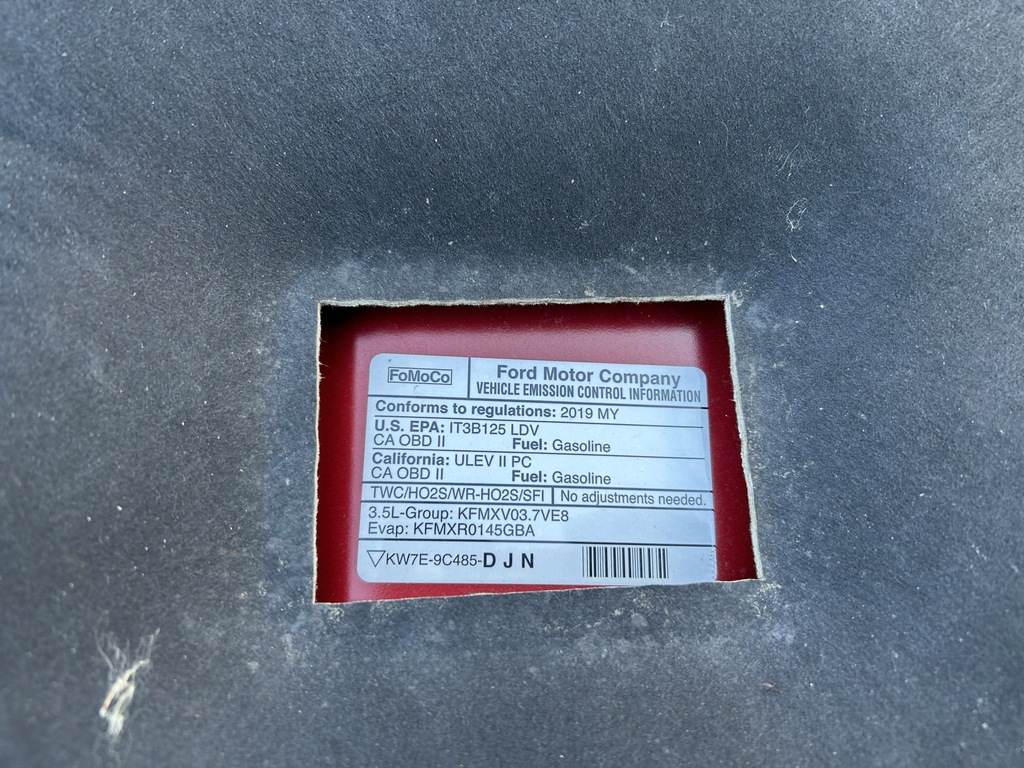 FoMoCo
Ford Motor Company
VEHICLE EMISSION CONTROL INFORMATION
Conforms to regulations: 2019 MY
U.S. EPA: IT3B125 LDV
CA OBD II Fuel: Gasoline
California: ULEV II PC
CA OBD II Fuel: Gasoline
TWC/HO2S/WR-HO2S/SFI No adjustments needed.
3.5L-Group: KFMXV03.7VE8
Evap: KFMXR0145GBA
▽KW7E-9C485-D J N